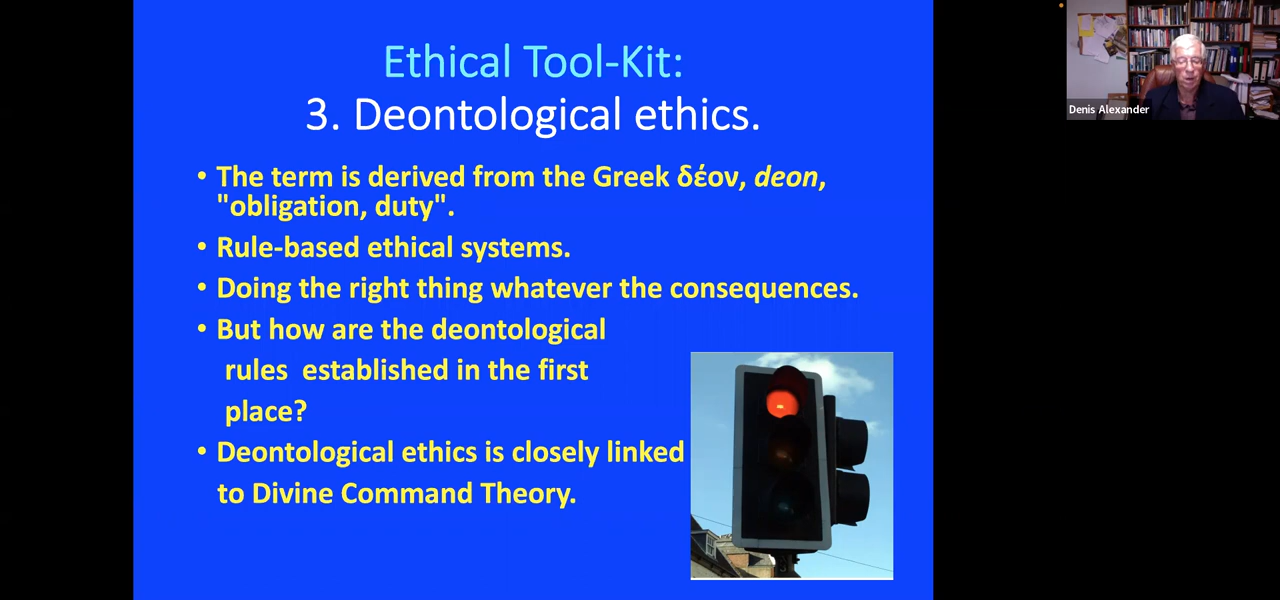 Ethical Tool-Kit:
3. Deontological ethics.
• The term is derived from the Greek δέον, deon,
"obligation, duty".
• Rule-based ethical systems.
• Doing the right thing whatever the consequences.
• But how are the deontological
rules  established in the first
place?
• Deontological ethics is closely linked
to Divine Command Theory.
Denis Alexander